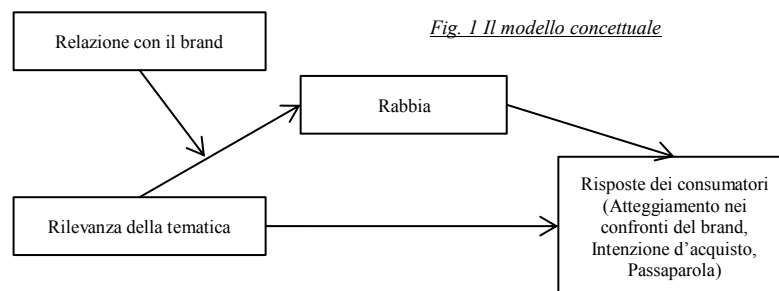 Relazione con il brand
Fig. 1 Il modello concettuale
Rabbia
Rilevanza della tematica
Risposte dei consumatori
(Atteggiamento nei
confronti del brand,
Intenzione d'acquisto,
Passaparola)